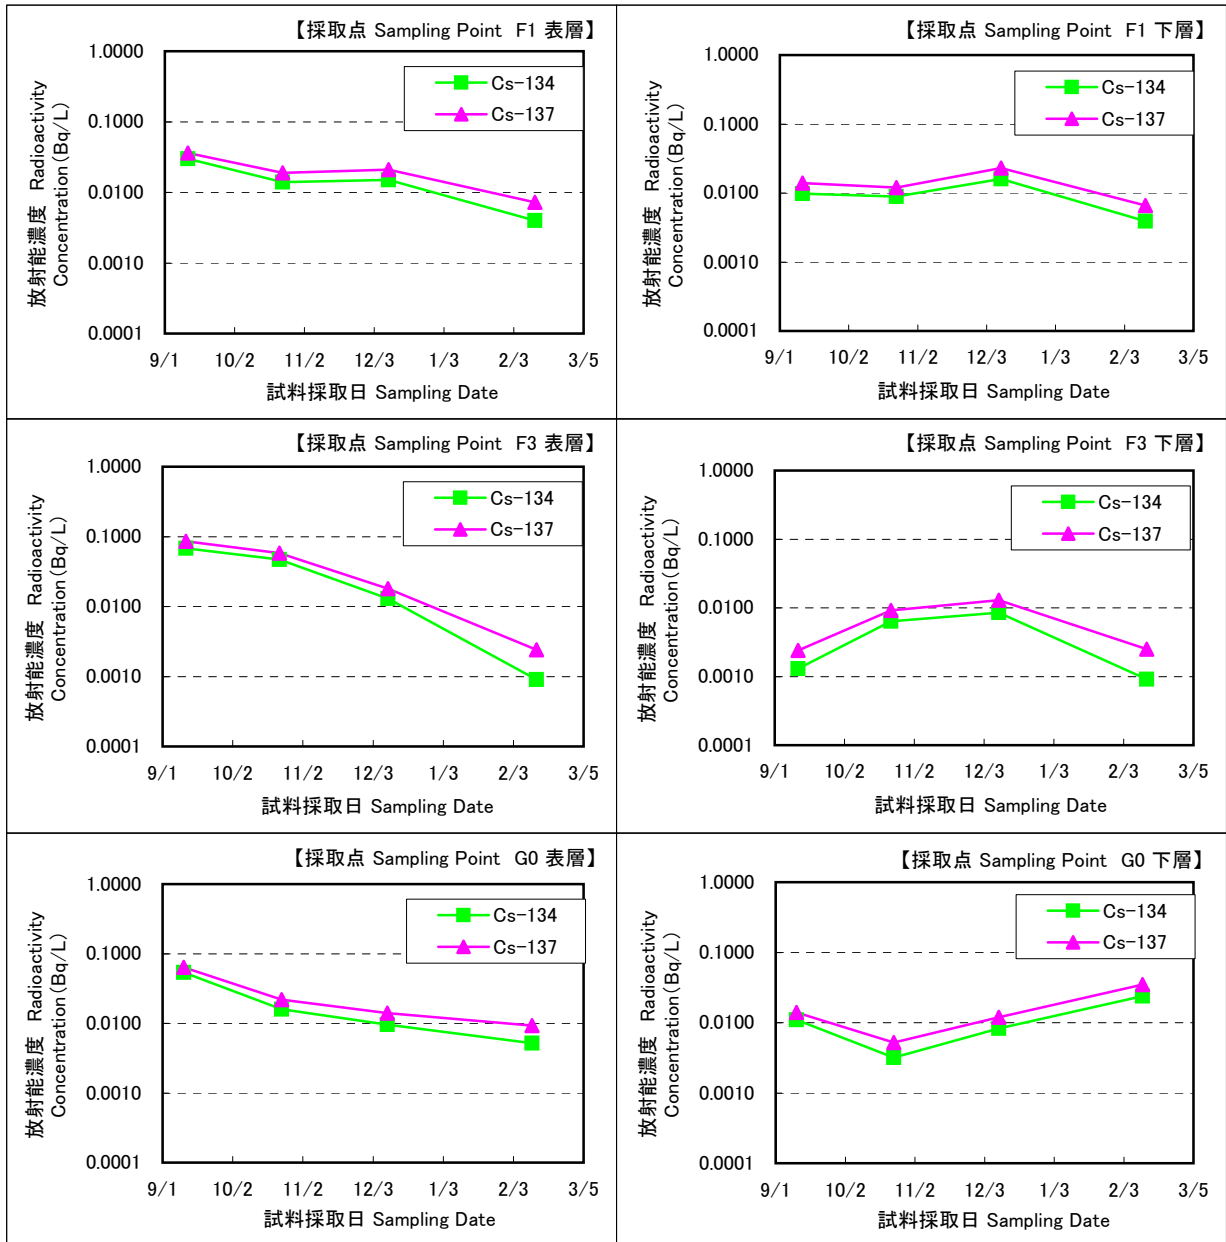 【採取点 Sampling Point F1 表層】
1.0000
0.1000
0.0100
0.0010
0.0001
放射能濃度 Radioactivity
Concentration(Bq/L)
Cs-134
Cs-137
9/1 10/2 11/2 12/3 1/3 2/3 3/5
試料採取日 Sampling Date
【採取点 Sampling Point F1 下層】
1.0000
0.1000
0.0100
0.0010
0.0001
放射能濃度 Radioactivity
Concentration(Bq/L)
Cs-134
Cs-137
9/1 10/2 11/2 12/3 1/3 2/3 3/5
試料採取日 Sampling Date
【採取点 Sampling Point F3 表層】
1.0000
0.1000
0.0100
0.0010
0.0001
放射能濃度 Radioactivity
Concentration(Bq/L)
Cs-134
Cs-137
9/1 10/2 11/2 12/3 1/3 2/3 3/5
試料採取日 Sampling Date
【採取点 Sampling Point F3 下層】
1.0000
0.1000
0.0100
0.0010
0.0001
放射能濃度 Radioactivity
Concentration(Bq/L)
Cs-134
Cs-137
9/1 10/2 11/2 12/3 1/3 2/3 3/5
試料採取日 Sampling Date
【採取点 Sampling Point G0 表層】
1.0000
0.1000
0.0100
0.0010
0.0001
放射能濃度 Radioactivity
Concentration(Bq/L)
Cs-134
Cs-137
9/1 10/2 11/2 12/3 1/3 2/3 3/5
試料採取日 Sampling Date
【採取点 Sampling Point G0 下層】
1.0000
0.1000
0.0100
0.0010
0.0001
放射能濃度 Radioactivity
Concentration(Bq/L)
Cs-134
Cs-137
9/1 10/2 11/2 12/3 1/3 2/3 3/5
試料採取日 Sampling Date